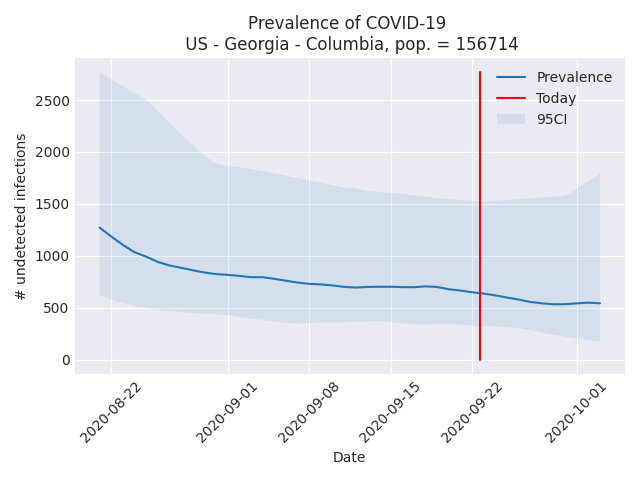 Prevalence of COVID-19
US - Georgia - Columbia, pop. = 156714
Prevalence
Today
95CI
# undetected infections
2500
2000
1500
1000
500
0
2020-08-22
2020-09-01
2020-09-08
2020-09-15
2020-09-22
2020-10-01
Date